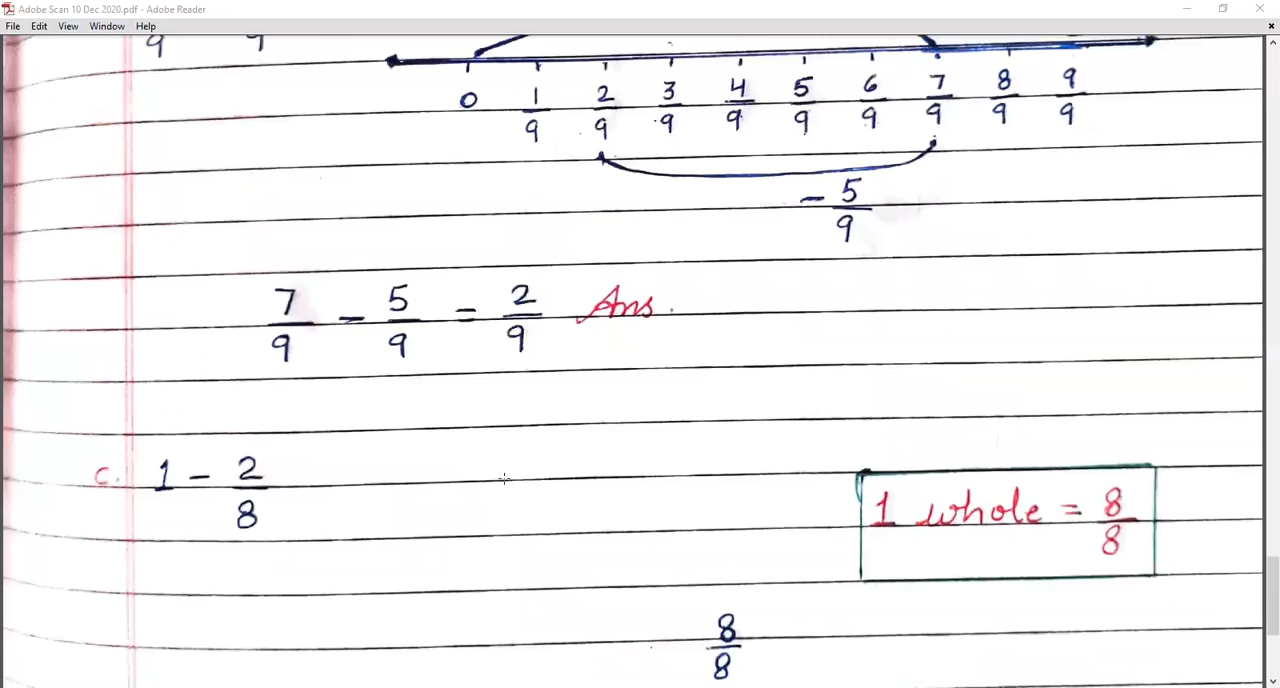 Adobe Scan 10 Dec 2020.pdf - Adobe Reader
File Edit View Window Help
9 9
0 1/9 2/9 3/9 4/9 5/9 6/9 7/9 8/9 9/9
- 5/9
7/9 - 5/9 = 2/9 Ans.
c. 1 - 2/8
1 whole = 8/8
8/8